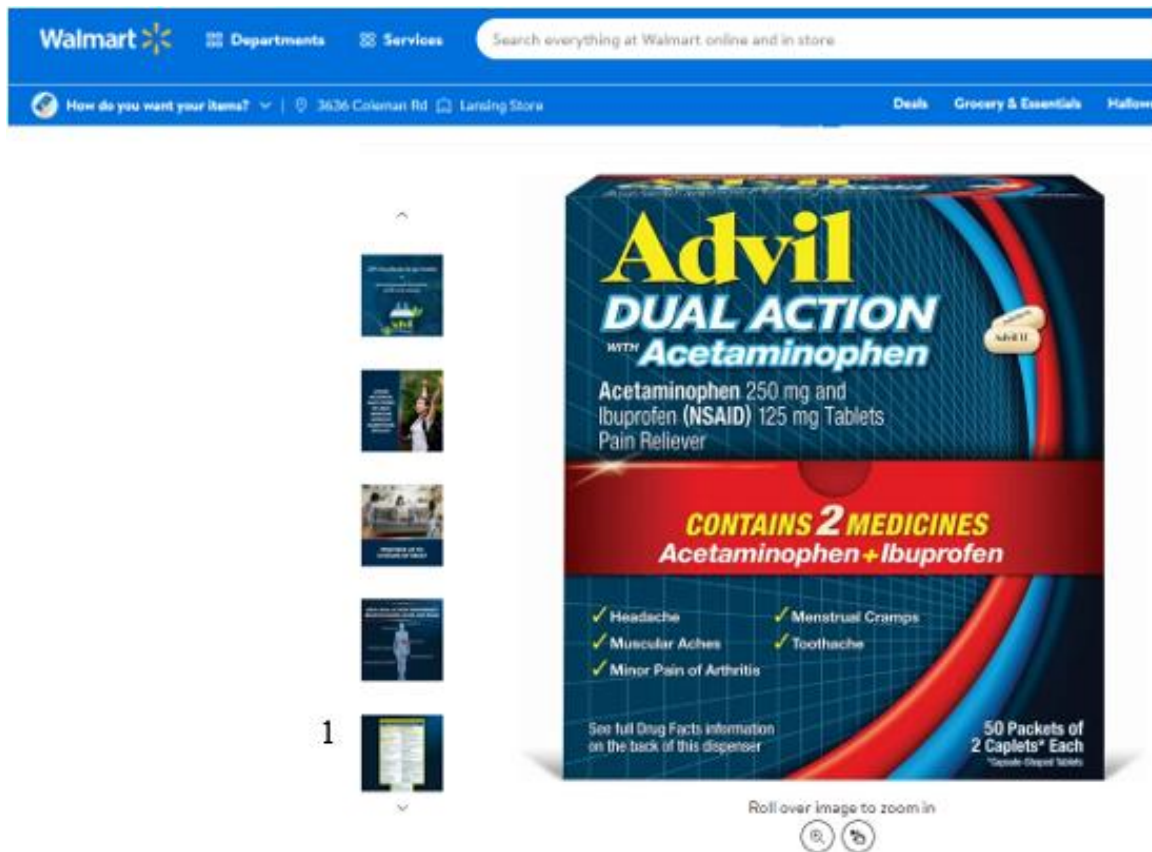 Walmart Departments Services Search everything at Walmart online and in store
How do you want your items? 3636 Coleman Rd Lansing Store Deals Grocery & Essentials Hallow
Advil
DUAL ACTION
WITH Acetaminophen
Acetaminophen 250 mg and
Ibuprofen (NSAID) 125 mg Tablets
Pain Reliever
CONTAINS 2 MEDICINES
Acetaminophen + Ibuprofen
✓ Headache ✓ Menstrual Cramps
✓ Muscular Aches ✓ Toothache
✓ Minor Pain of Arthritis
See full Drug Facts information
on the back of this dispenser
50 Packets of
2 Caplets* Each
*Capsule-Shaped Tablets
1
Roll over image to zoom in